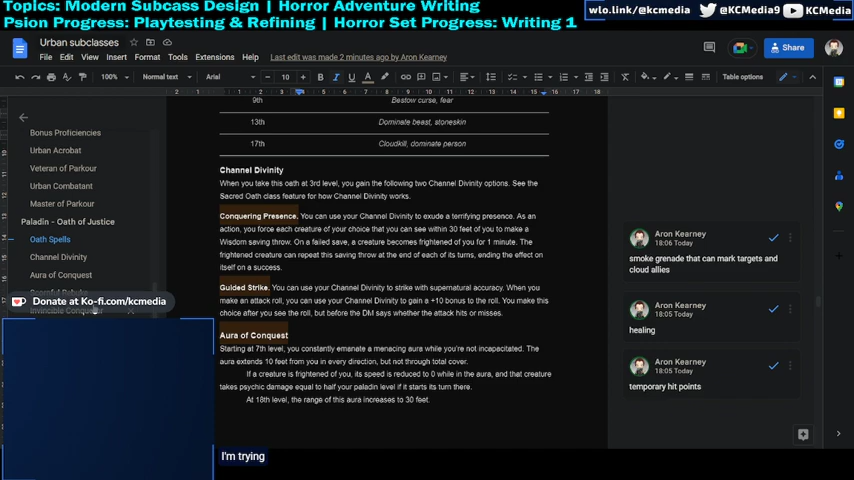 Topics: Modern Subcass Design | Horror Adventure Writing
Psion Progress: Playtesting & Refining | Horror Set Progress: Writing 1
wlo.link/@kcmedia @KCMedia9 KCMedia
Urban subclasses
File Edit View Insert Format Tools Extensions Help Last edit was made 2 minutes ago by Aron Kearney
Share
100% Normal text Arial 10 Table options
Bonus Proficiencies
Urban Acrobat
Veteran of Parkour
Urban Combatant
Master of Parkour
Paladin - Oath of Justice
Oath Spells
Channel Divinity
Aura of Conquest
Donate at Ko-fi.com/kcmedia
Invincible Conqueror
9th Bestow curse, fear
13th Dominate beast, stoneskin
17th Cloudkill, dominate person
Channel Divinity
When you take this oath at 3rd level, you gain the following two Channel Divinity options. See the
Sacred Oath class feature for how Channel Divinity works.
Conquering Presence. You can use your Channel Divinity to exude a terrifying presence. As an
action, you force each creature of your choice that you can see within 30 feet of you to make a
Wisdom saving throw. On a failed save, a creature becomes frightened of you for 1 minute. The
frightened creature can repeat this saving throw at the end of each of its turns, ending the effect on
itself on a success.
Guided Strike. You can use your Channel Divinity to strike with supernatural accuracy. When you
make an attack roll, you can use your Channel Divinity to gain a +10 bonus to the roll. You make this
choice after you see the roll, but before the DM says whether the attack hits or misses.
Aura of Conquest
Starting at 7th level, you constantly emanate a menacing aura while you're not incapacitated. The
aura extends 10 feet from you in every direction, but not through total cover.
If a creature is frightened of you, its speed is reduced to 0 while in the aura, and that creature
takes psychic damage equal to half your paladin level if it starts its turn there.
At 18th level, the range of this aura increases to 30 feet.
Aron Kearney
18:06 Today
smoke grenade that can mark targets and
cloud allies
Aron Kearney
18:05 Today
healing
Aron Kearney
18:05 Today
temporary hit points
I'm trying